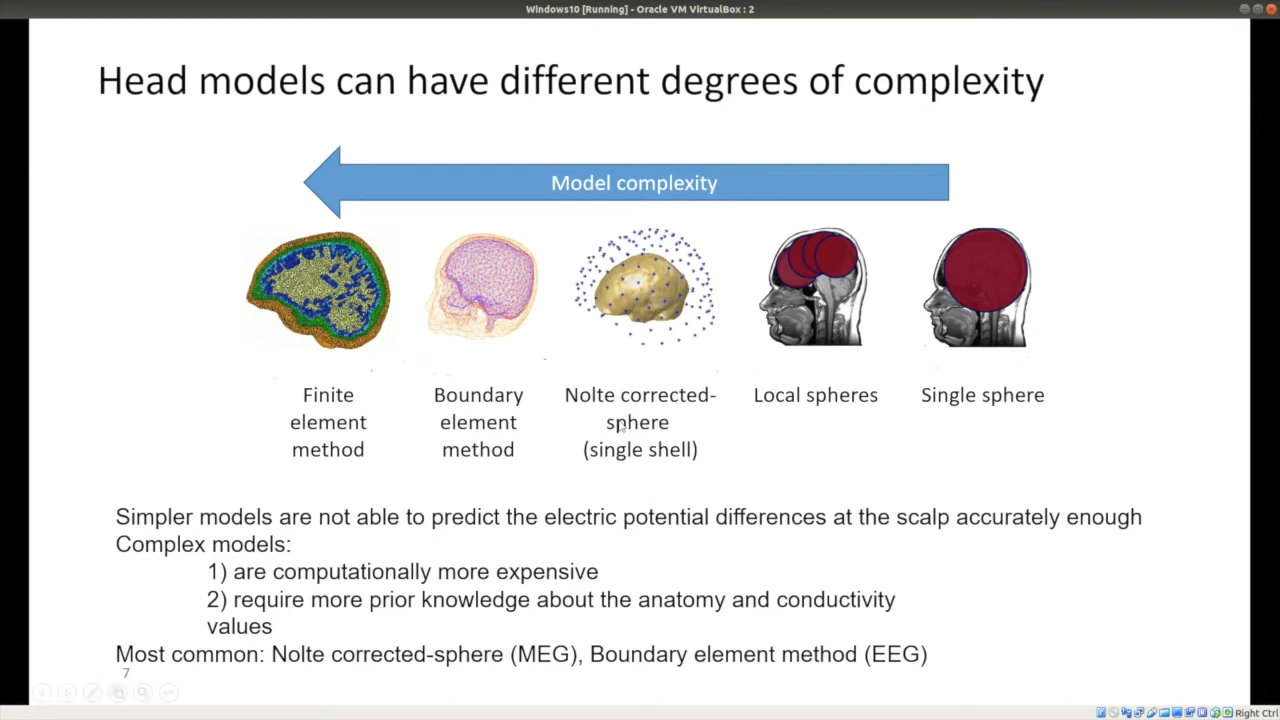 Windows10 [Running] - Oracle VM VirtualBox : 2
Head models can have different degrees of complexity
Model complexity
Finite
element
method
Boundary
element
method
Nolte corrected-
sphere
(single shell)
Local spheres
Single sphere
Simpler models are not able to predict the electric potential differences at the scalp accurately enough
Complex models:
1) are computationally more expensive
2) require more prior knowledge about the anatomy and conductivity
values
Most common: Nolte corrected-sphere (MEG), Boundary element method (EEG)
7
Right Ctrl